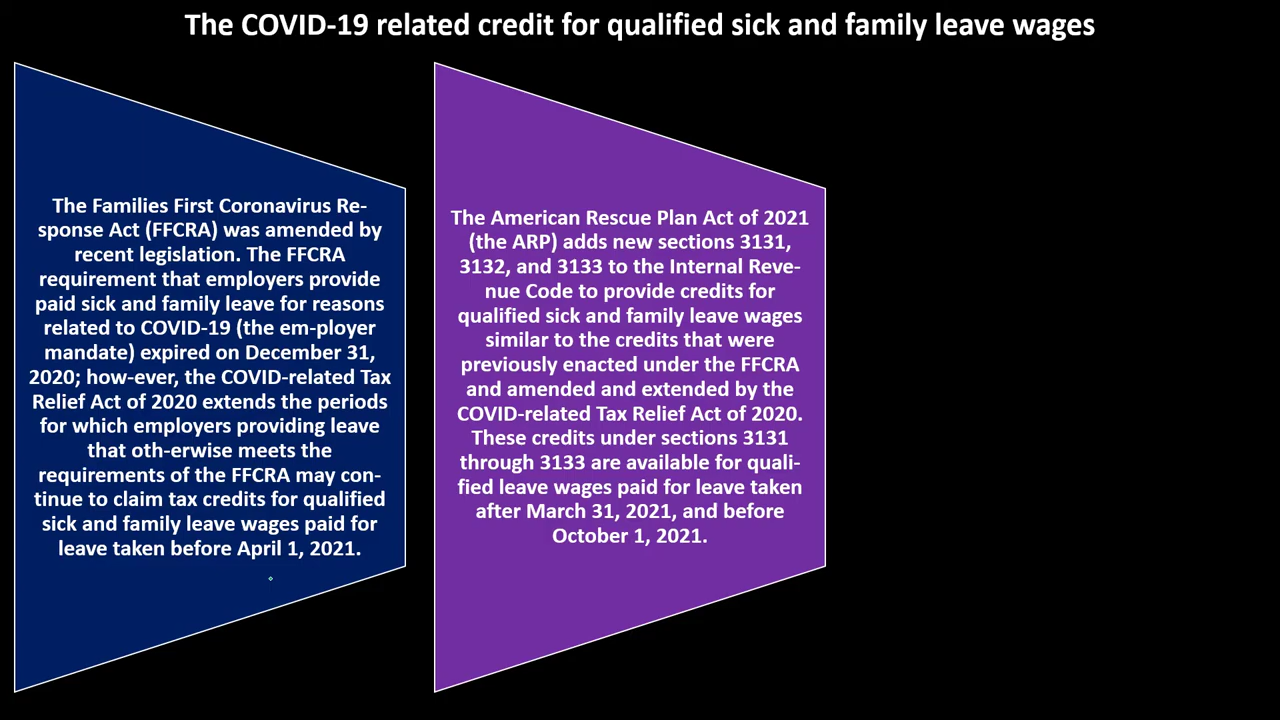 The COVID-19 related credit for qualified sick and family leave wages
The Families First Coronavirus Re-
sponse Act (FFCRA) was amended by
recent legislation. The FFCRA
requirement that employers provide
paid sick and family leave for reasons
related to COVID-19 (the em-ployer
mandate) expired on December 31,
2020; how-ever, the COVID-related Tax
Relief Act of 2020 extends the periods
for which employers providing leave
that oth-erwise meets the
requirements of the FFCRA may con-
tinue to claim tax credits for qualified
sick and family leave wages paid for
leave taken before April 1, 2021.
The American Rescue Plan Act of 2021
(the ARP) adds new sections 3131,
3132, and 3133 to the Internal Reve-
nue Code to provide credits for
qualified sick and family leave wages
similar to the credits that were
previously enacted under the FFCRA
and amended and extended by the
COVID-related Tax Relief Act of 2020.
These credits under sections 3131
through 3133 are available for quali-
fied leave wages paid for leave taken
after March 31, 2021, and before
October 1, 2021.